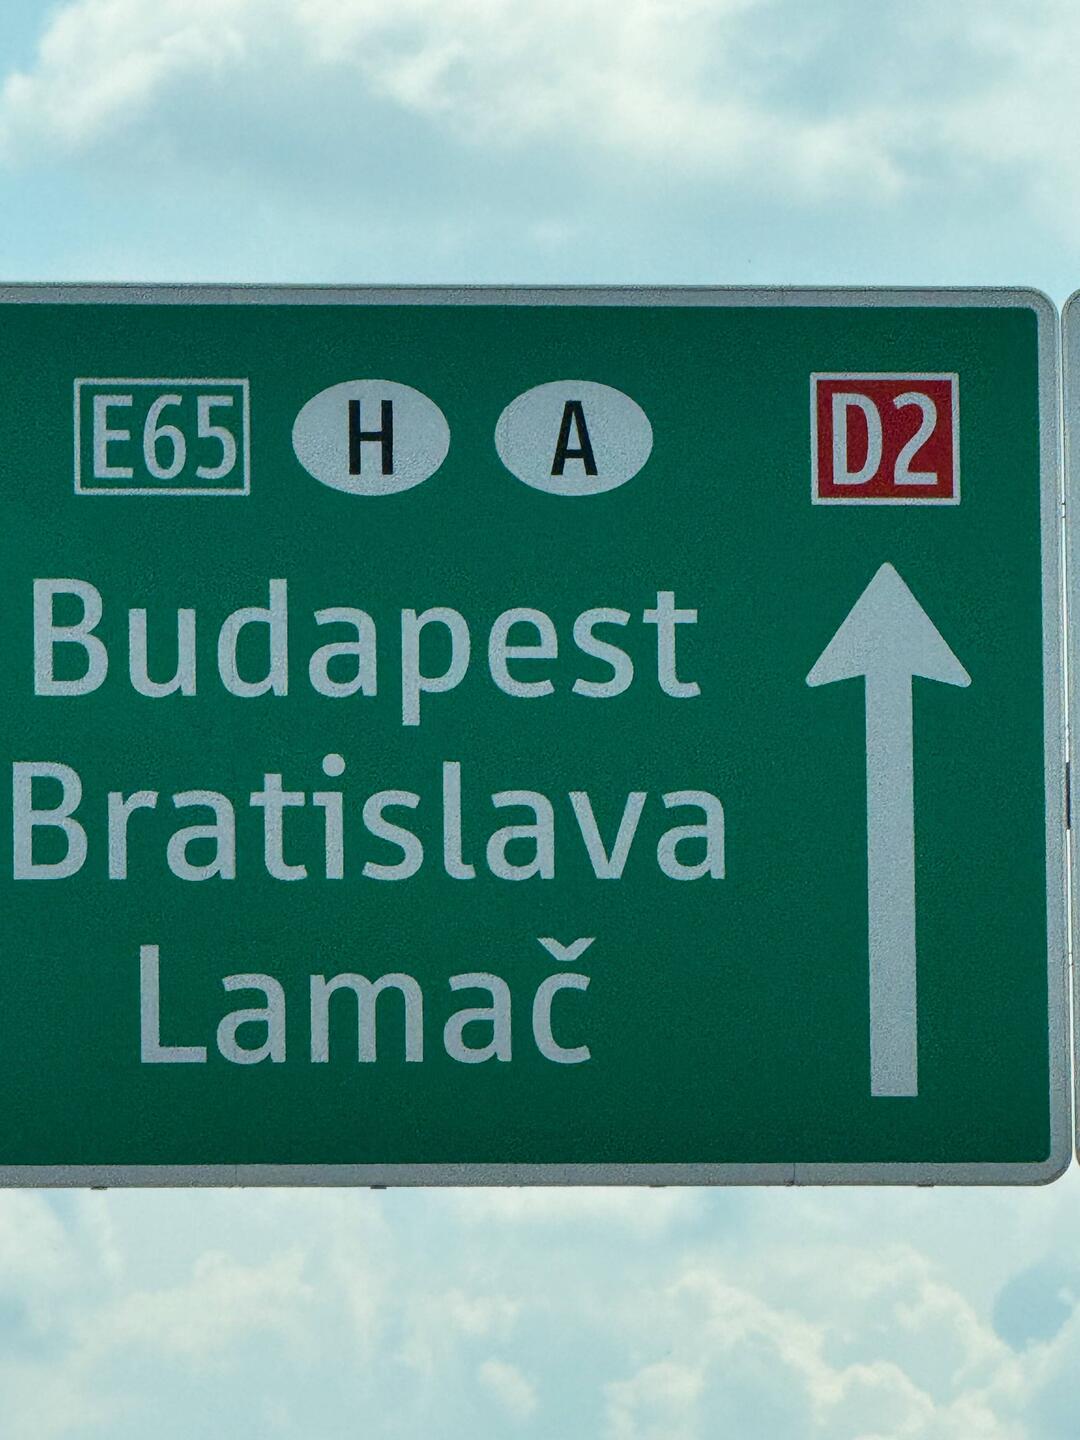 E65 H A D2
Budapest
Bratislava
Lamač